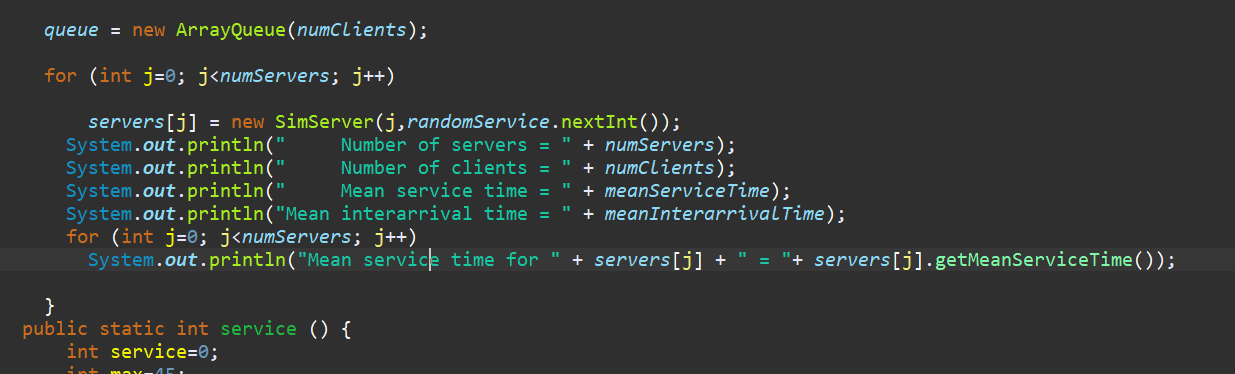 queue = new ArrayQueue(numClients);
for (int j=0; j<numServers; j++)
servers[j] = new SimServer(j,randomService.nextInt());
System.out.println("     Number of servers = " + numServers);
System.out.println("     Number of clients = " + numClients);
System.out.println("     Mean service time = " + meanServiceTime);
System.out.println("Mean interarrival time = " + meanInterarrivalTime);
for (int j=0; j<numServers; j++)
System.out.println("Mean service time for " + servers[j] + " = "+ servers[j].getMeanServiceTime());
}
public static int service () {
int service=0;
int max=45;